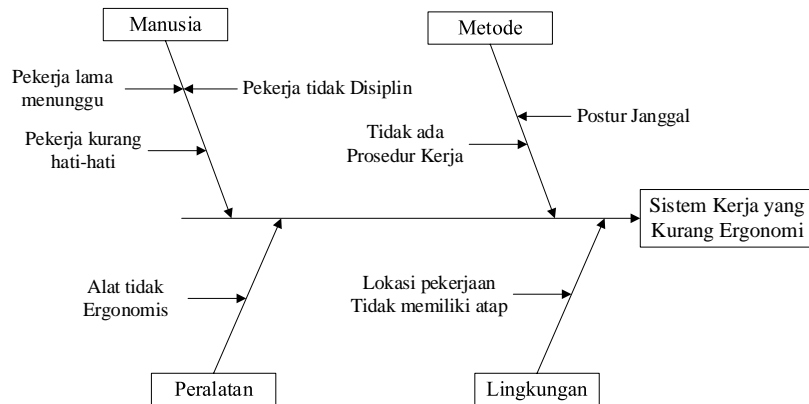 Manusia
Metode
Pekerja lama
menunggu
Pekerja tidak Disiplin
Pekerja kurang
hati-hati
Postur Janggal
Tidak ada
Prosedur Kerja
Sistem Kerja yang
Kurang Ergonomi
Alat tidak
Ergonomis
Lokasi pekerjaan
Tidak memiliki atap
Peralatan
Lingkungan